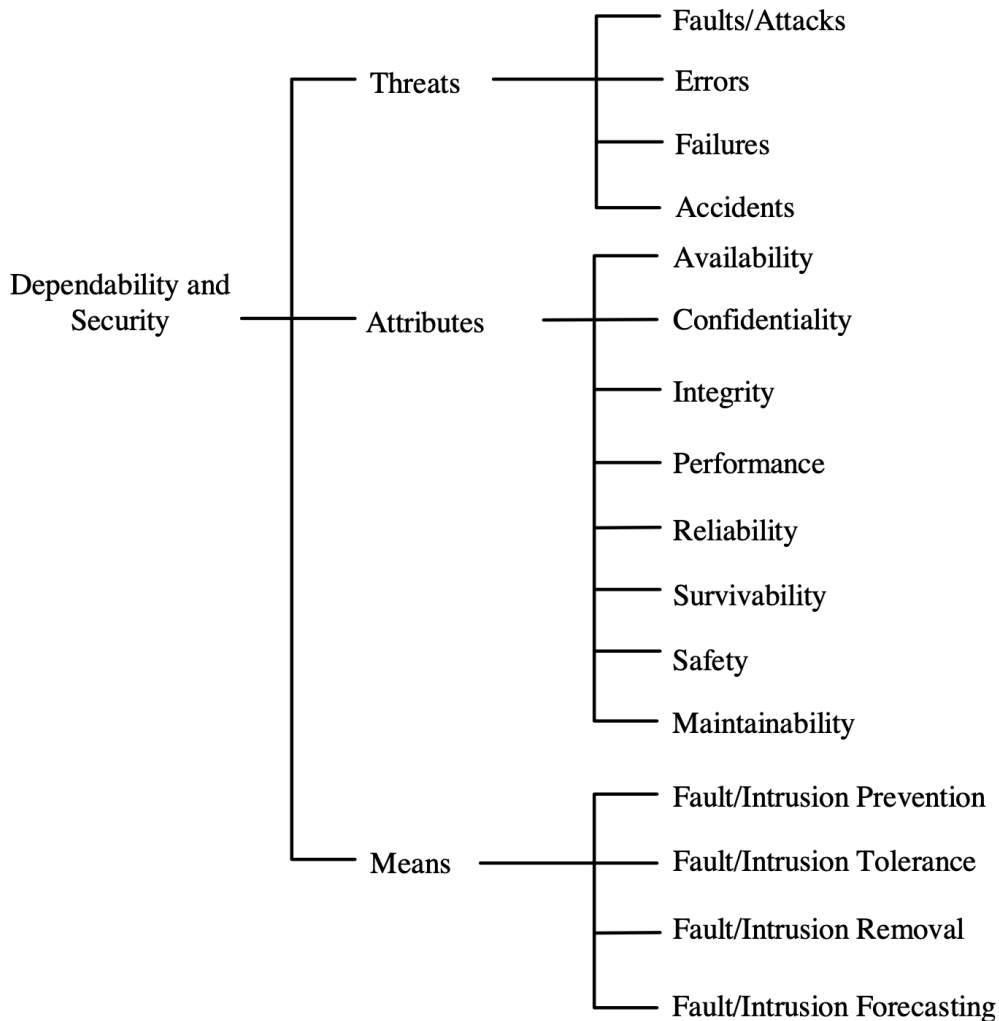 Faults/Attacks
Threats
Errors
Failures
Accidents
Availability
Dependability and
Security
Attributes
Confidentiality
Integrity
Performance
Reliability
Survivability
Safety
Maintainability
Fault/Intrusion Prevention
Means
Fault/Intrusion Tolerance
Fault/Intrusion Removal
Fault/Intrusion Forecasting